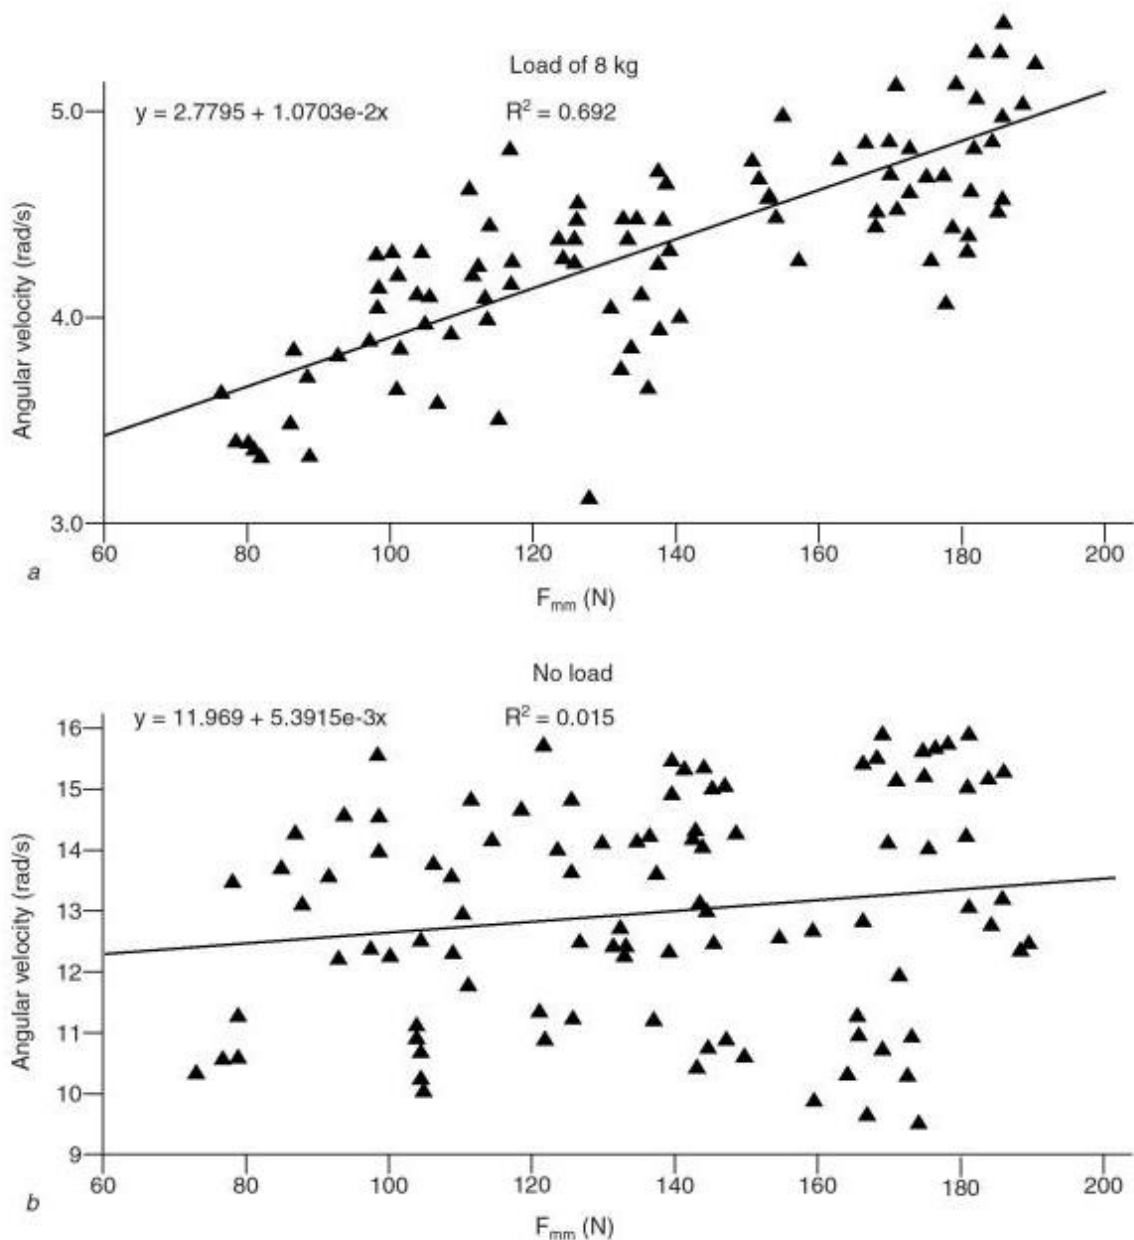 Load of 8 kg
y = 2.7795 + 1.0703e-2x R² = 0.692
Angular velocity (rad/s)
5.0
4.0
3.0
60 80 100 120 140 160 180 200
a
F_mm (N)
No load
y = 11.969 + 5.3915e-3x R² = 0.015
Angular velocity (rad/s)
16
15
14
13
12
11
10
9
60 80 100 120 140 160 180 200
b
F_mm (N)